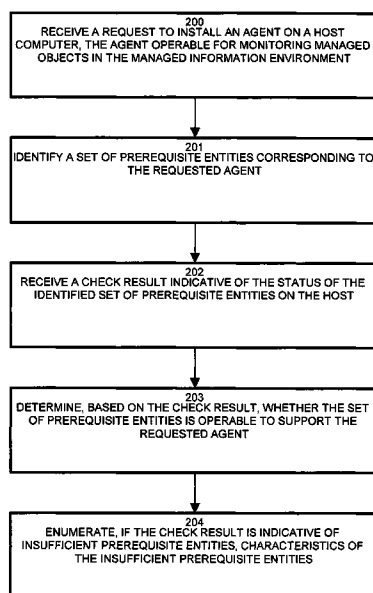 200
RECEIVE A REQUEST TO INSTALL AN AGENT ON A HOST
COMPUTER, THE AGENT OPERABLE FOR MONITORING MANAGED
OBJECTS IN THE MANAGED INFORMATION ENVIRONMENT
201
IDENTIFY A SET OF PREREQUISITE ENTITIES CORRESPONDING TO
THE REQUESTED AGENT
202
RECEIVE A CHECK RESULT INDICATIVE OF THE STATUS OF THE
IDENTIFIED SET OF PREREQUISITE ENTITIES ON THE HOST
203
DETERMINE, BASED ON THE CHECK RESULT, WHETHER THE SET
OF PREREQUISITE ENTITIES IS OPERABLE TO SUPPORT THE
REQUESTED AGENT
204
ENUMERATE, IF THE CHECK RESULT IS INDICATIVE OF
INSUFFICIENT PREREQUISITE ENTITIES, CHARACTERISTICS OF
THE INSUFFICIENT PREREQUISITE ENTITIES